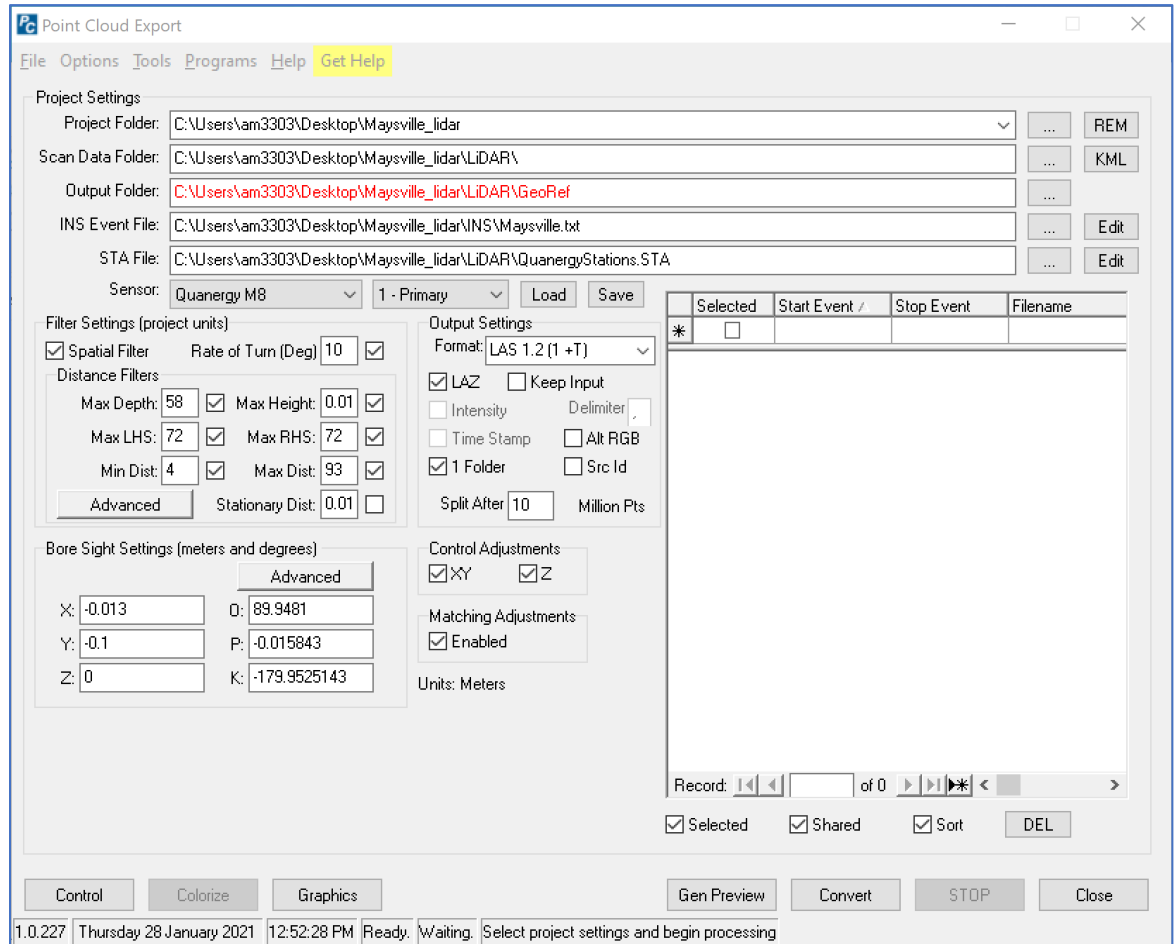 Point Cloud Export
File Options Tools Programs Help Get Help
Project Settings
Project Folder: C:\Users\am3303\Desktop\Maysville_lidar ... REM
Scan Data Folder: C:\Users\am3303\Desktop\Maysville_lidar\LiDAR\ ... KML
Output Folder: C:\Users\am3303\Desktop\Maysville_lidar\LiDAR\GeoRef ...
INS Event File: C:\Users\am3303\Desktop\Maysville_lidar\INS\Maysville.txt ... Edit
STA File: C:\Users\am3303\Desktop\Maysville_lidar\LiDAR\QuanergyStations.STA ... Edit
Sensor: Quanergy M8 1 - Primary Load Save
Filter Settings (project units)
Spatial Filter Rate of Turn (Deg) 10
Distance Filters
Max Depth: 58 Max Height: 0.01
Max LHS: 72 Max RHS: 72
Min Dist: 4 Max Dist: 93
Advanced Stationary Dist: 0.01
Output Settings
Format: LAS 1.2 (1 +T)
LAZ Keep Input
Intensity Delimiter ,
Time Stamp Alt RGB
1 Folder Src Id
Split After 10 Million Pts
Selected Start Event Stop Event Filename
Bore Sight Settings (meters and degrees)
Advanced
X: -0.013 O: 89.9481
Y: -0.1 P: -0.015843
Z: 0 K: -179.9525143
Control Adjustments
XY Z
Matching Adjustments
Enabled
Units: Meters
Record: of 0
Selected Shared Sort DEL
Control Colorize Graphics Gen Preview Convert STOP Close
1.0.227 Thursday 28 January 2021 12:52:28 PM Ready. Waiting. Select project settings and begin processing